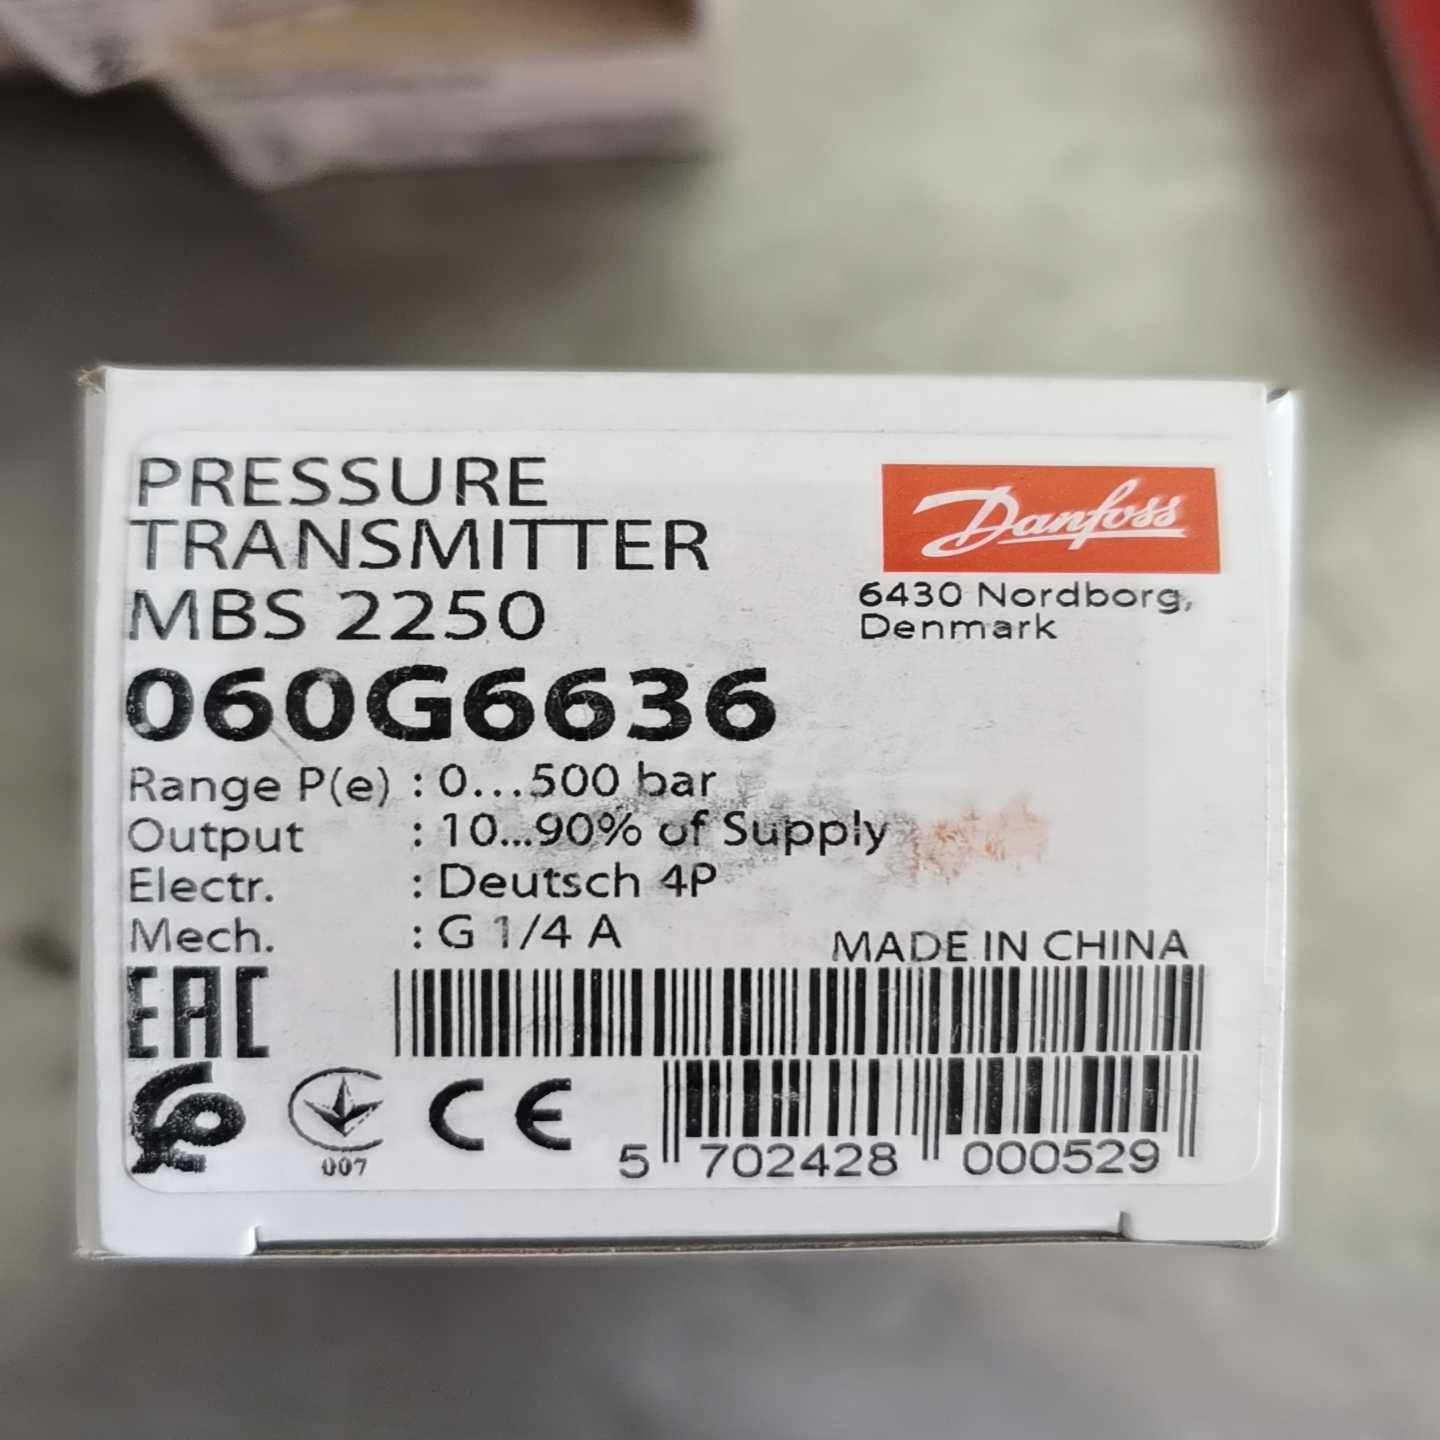 PRESSURE
TRANSMITTER
MBS 2250
060G6636
Danfoss
6430 Nordborg,
Denmark
Range P(e) : 0...500 bar
Output : 10...90% of Supply
Electr. : Deutsch 4P
Mech. : G 1/4 A
MADE IN CHINA
EAC
007
CE
5 702428 000529